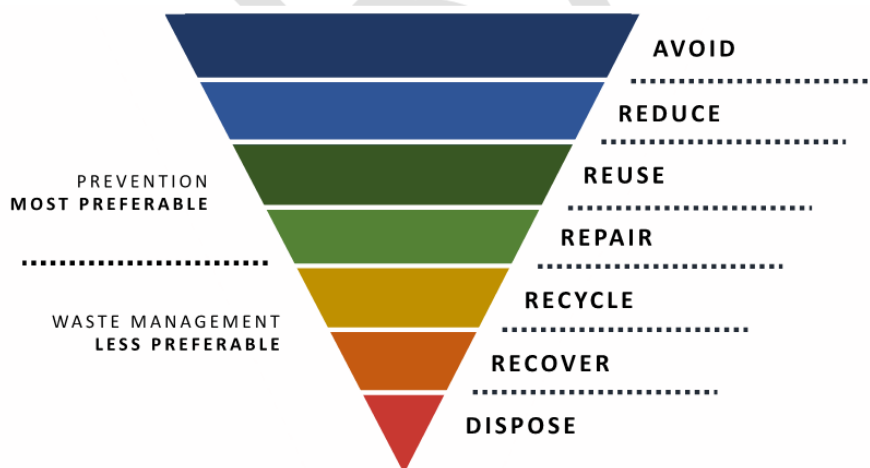 AVOID
REDUCE
REUSE
PREVENTION
MOST PREFERABLE
REPAIR
RECYCLE
WASTE MANAGEMENT
LESS PREFERABLE
RECOVER
DISPOSE